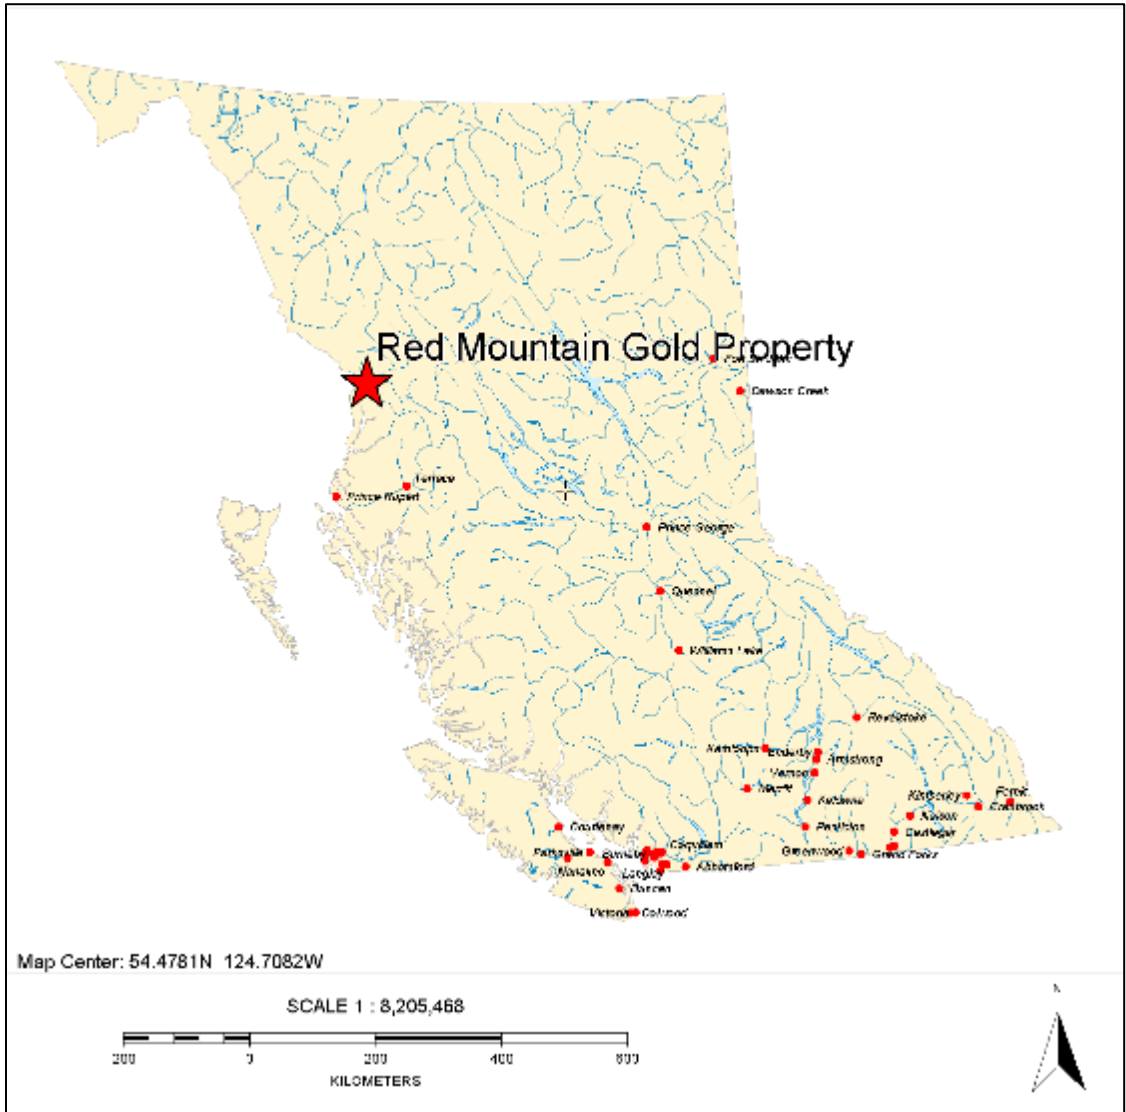 Red Mountain Gold Property
Dawson Creek
Terrace
Prince Rupert
Prince George
Quesnel
Williams Lake
Revelstoke
Kamloops
Enderby
Armstrong
Vernon
Merritt
Kelowna
Kimberley
Fernie
Cranbrook
Nelson
Courtenay
Penticton
Castlegar
Coquitlam
Greenwood
Grand Forks
Parksville
Burnaby
Abbotsford
Nanaimo
Langley
Duncan
Victoria
Colwood
Map Center: 54.4781N 124.7082W
SCALE 1 : 8,205,468
200 0 200 400 600
KILOMETERS
N